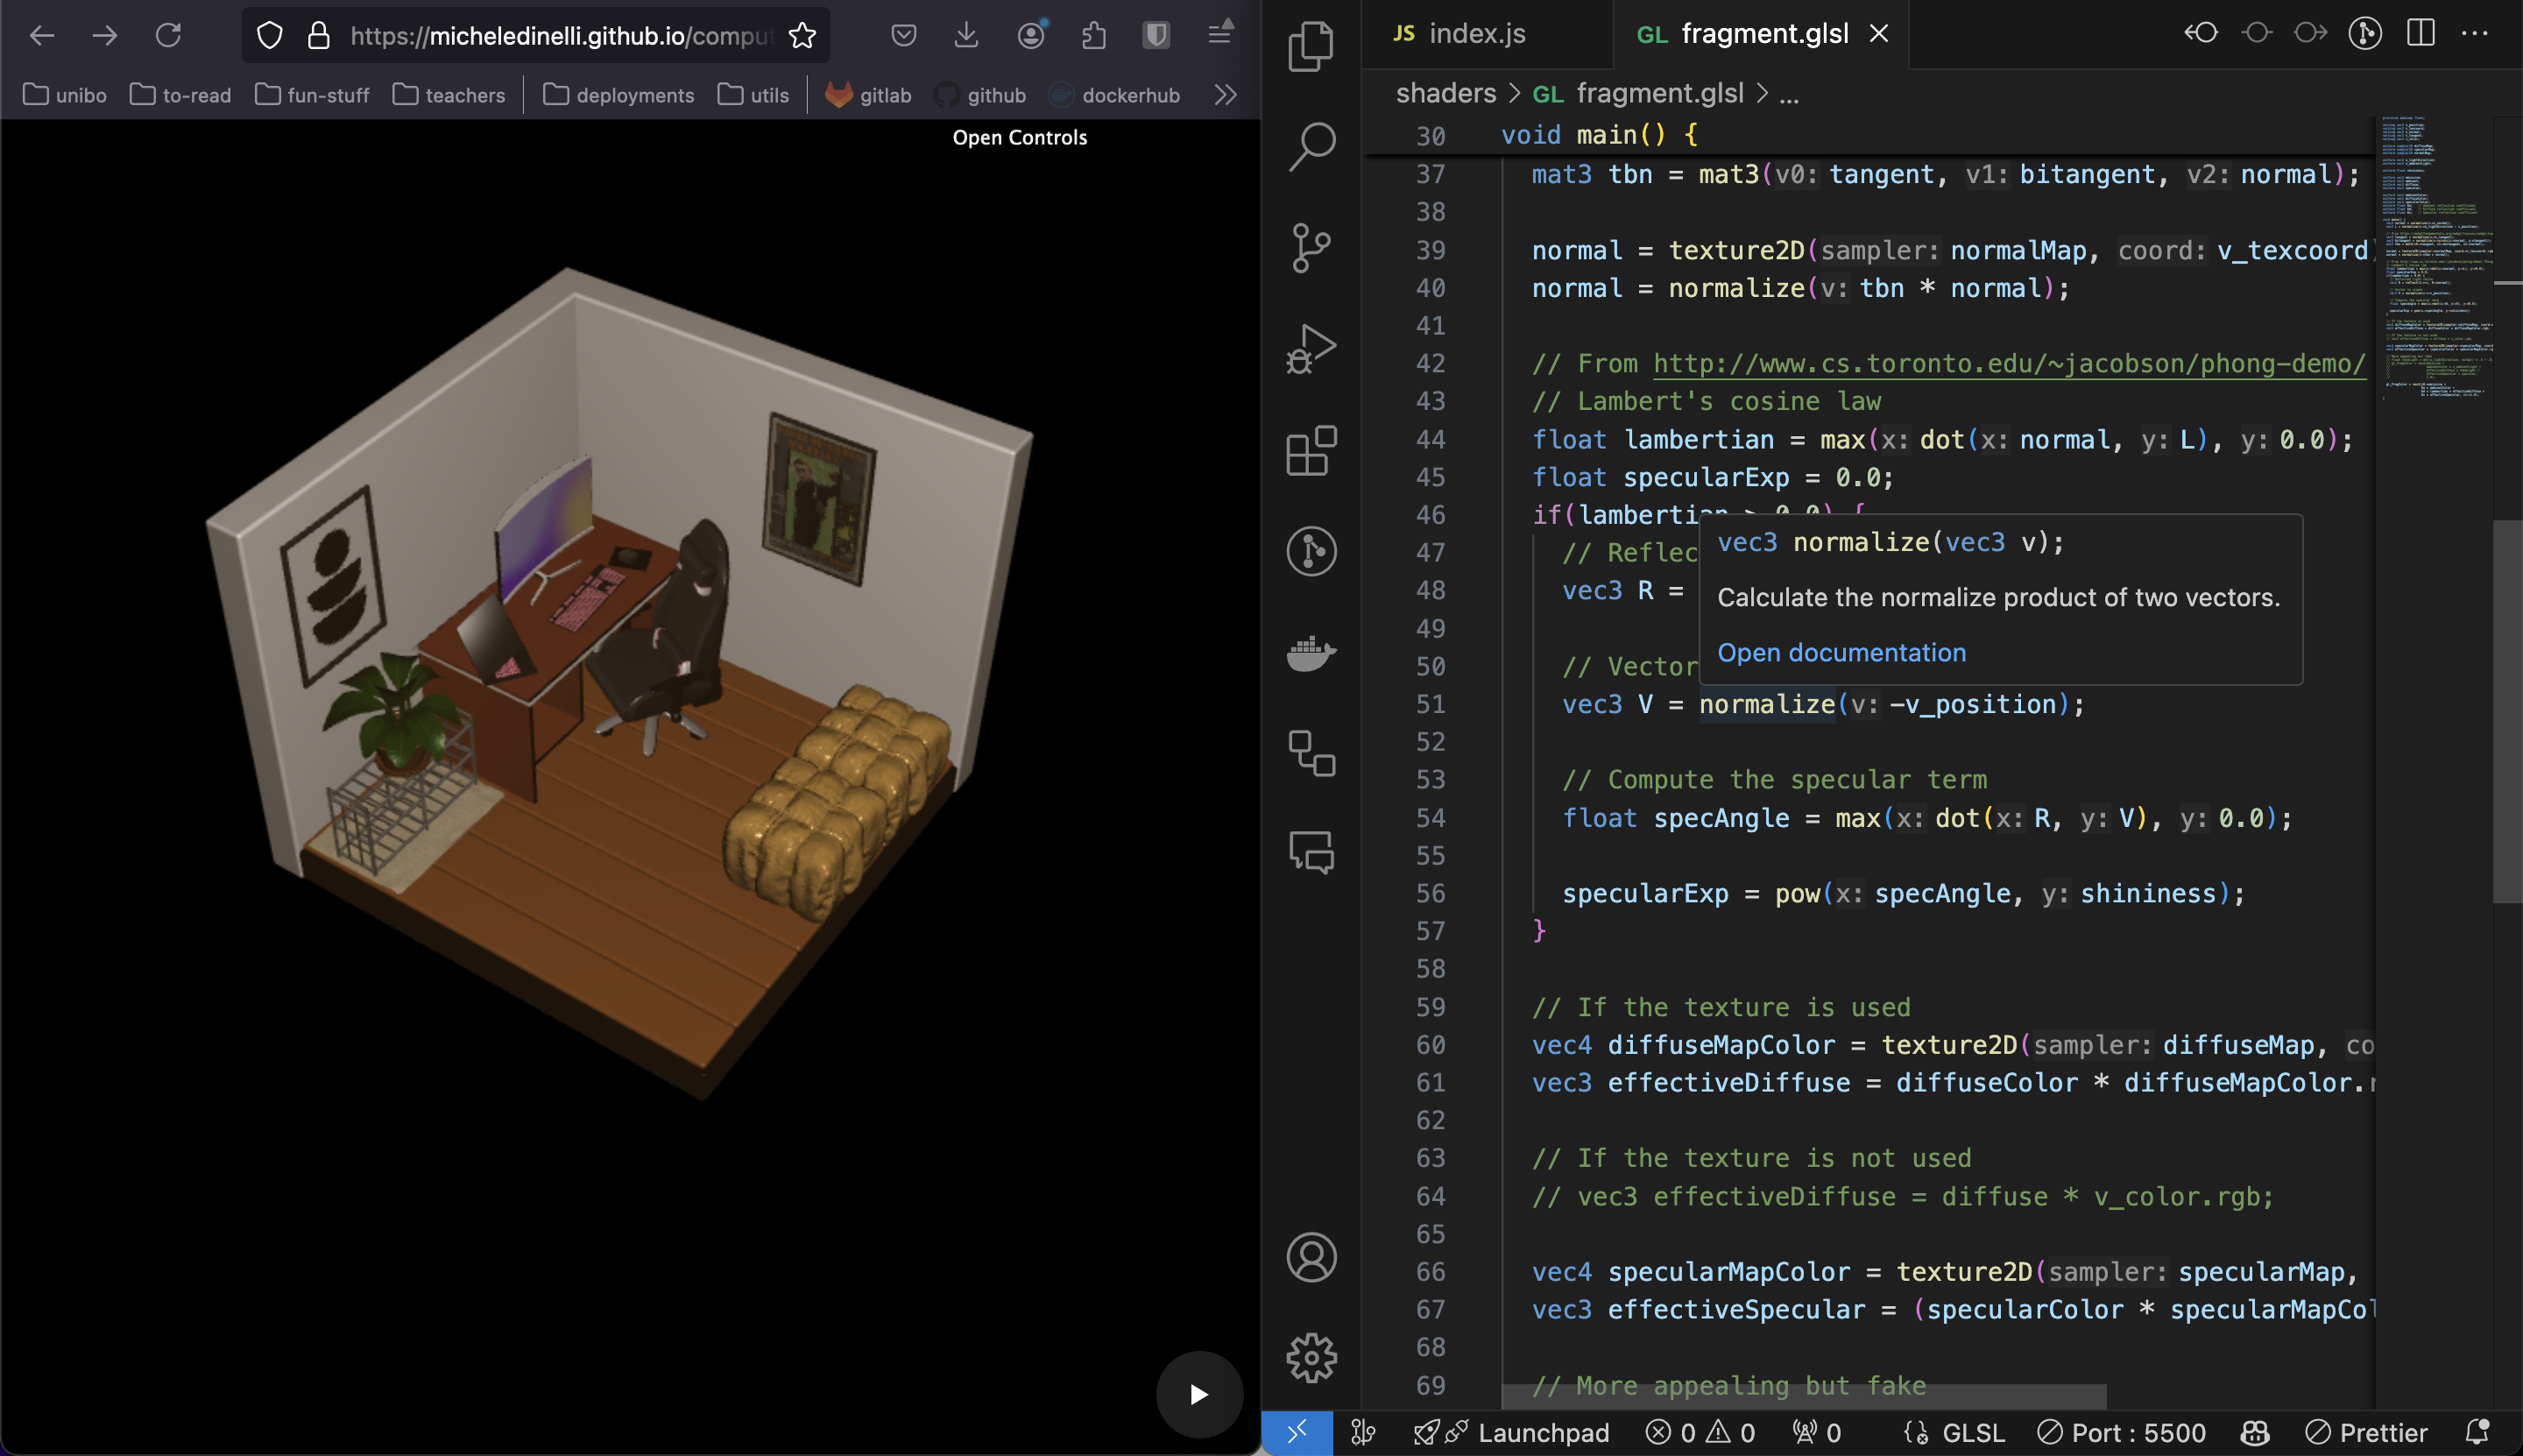 https://micheledinelli.github.io/comput
unibo to-read fun-stuff teachers deployments utils gitlab github dockerhub
Open Controls
JS index.js GL fragment.glsl
shaders > GL fragment.glsl > ...
30 void main() {
37 mat3 tbn = mat3(v0: tangent, v1: bitangent, v2: normal);
38
39 normal = texture2D(sampler: normalMap, coord: v_texcoord)
40 normal = normalize(v: tbn * normal);
41
42 // From http://www.cs.toronto.edu/~jacobson/phong-demo/
43 // Lambert's cosine law
44 float lambertian = max(x: dot(x: normal, y: L), y: 0.0);
45 float specularExp = 0.0;
46 if(lambertian > 0.0) {
47 // Reflec
48 vec3 R =
49
50 // Vector
vec3 normalize(vec3 v);
Calculate the normalize product of two vectors.
Open documentation
51 vec3 V = normalize(v: -v_position);
52
53 // Compute the specular term
54 float specAngle = max(x: dot(x: R, y: V), y: 0.0);
55
56 specularExp = pow(x: specAngle, y: shininess);
57 }
58
59 // If the texture is used
60 vec4 diffuseMapColor = texture2D(sampler: diffuseMap, co
61 vec3 effectiveDiffuse = diffuseColor * diffuseMapColor.r
62
63 // If the texture is not used
64 // vec3 effectiveDiffuse = diffuse * v_color.rgb;
65
66 vec4 specularMapColor = texture2D(sampler: specularMap,
67 vec3 effectiveSpecular = (specularColor * specularMapCol
68
69 // More appealing but fake
Launchpad 0 0 0 GLSL Port : 5500 Prettier